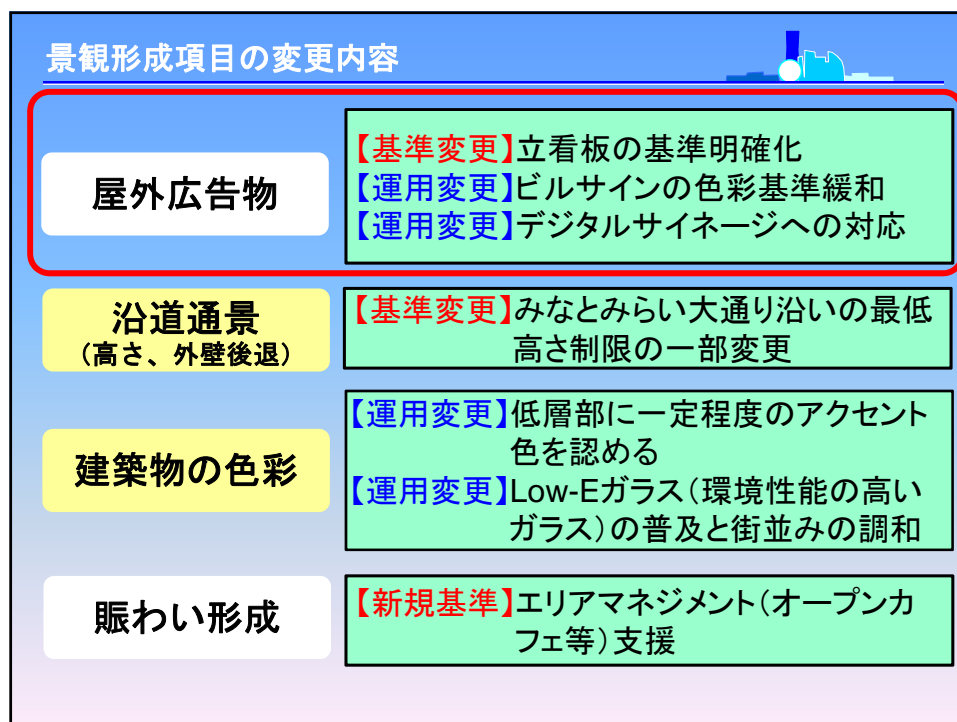 景観形成項目の変更内容
屋外広告物
【基準変更】立看板の基準明確化
【運用変更】ビルサインの色彩基準緩和
【運用変更】デジタルサイネージへの対応
沿道通景
(高さ、外壁後退)
【基準変更】みなとみらい大通り沿いの最低
高さ制限の一部変更
建築物の色彩
【運用変更】低層部に一定程度のアクセント
色を認める
【運用変更】Low-Eガラス(環境性能の高い
ガラス)の普及と街並みの調和
賑わい形成
【新規基準】エリアマネジメント(オープンカ
フェ等)支援